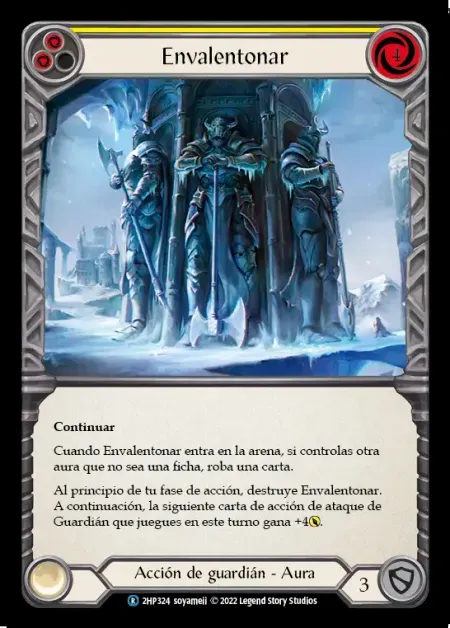 Envalentonar
4
Continuar
Cuando Envalentonar entra en la arena, si controlas otra
aura que no sea una ficha, roba una carta.
Al principio de tu fase de acción, destruye Envalentonar.
A continuación, la siguiente carta de acción de ataque de
Guardián que juegues en este turno gana +4.
Acción de guardián - Aura
3
R 2HP324 soyameii © 2022 Legend Story Studios